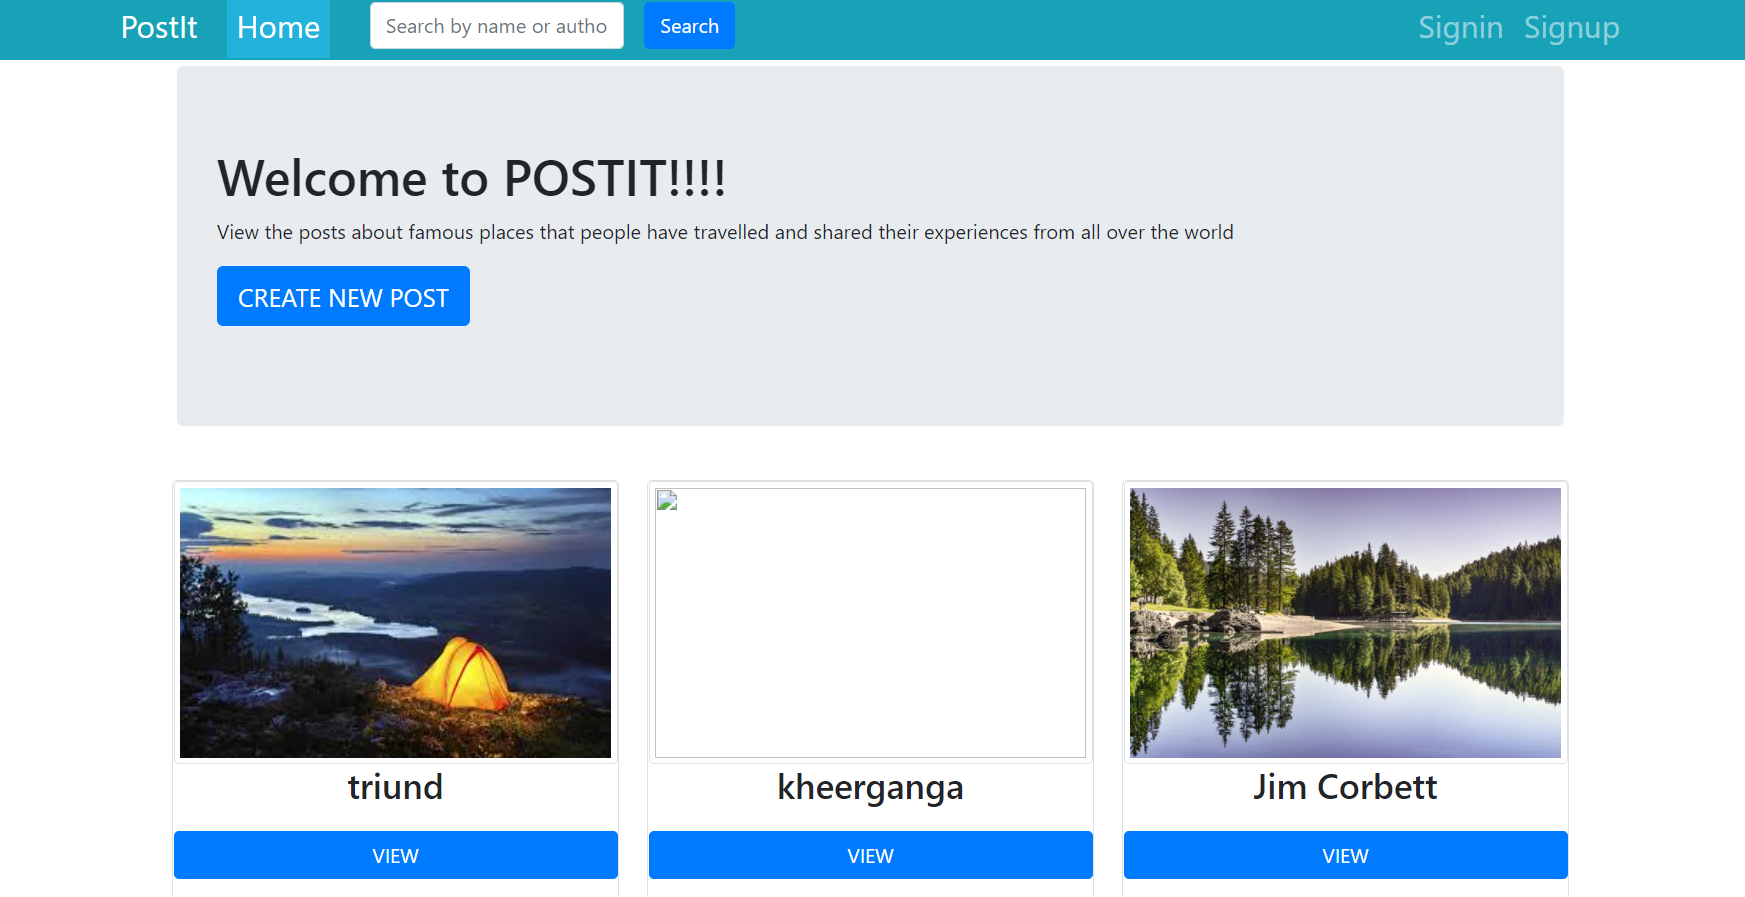 PostIt Home Search by name or autho Search Signin Signup
Welcome to POSTIT!!!!
View the posts about famous places that people have travelled and shared their experiences from all over the world
CREATE NEW POST
triund kheerganga Jim Corbett
VIEW VIEW VIEW